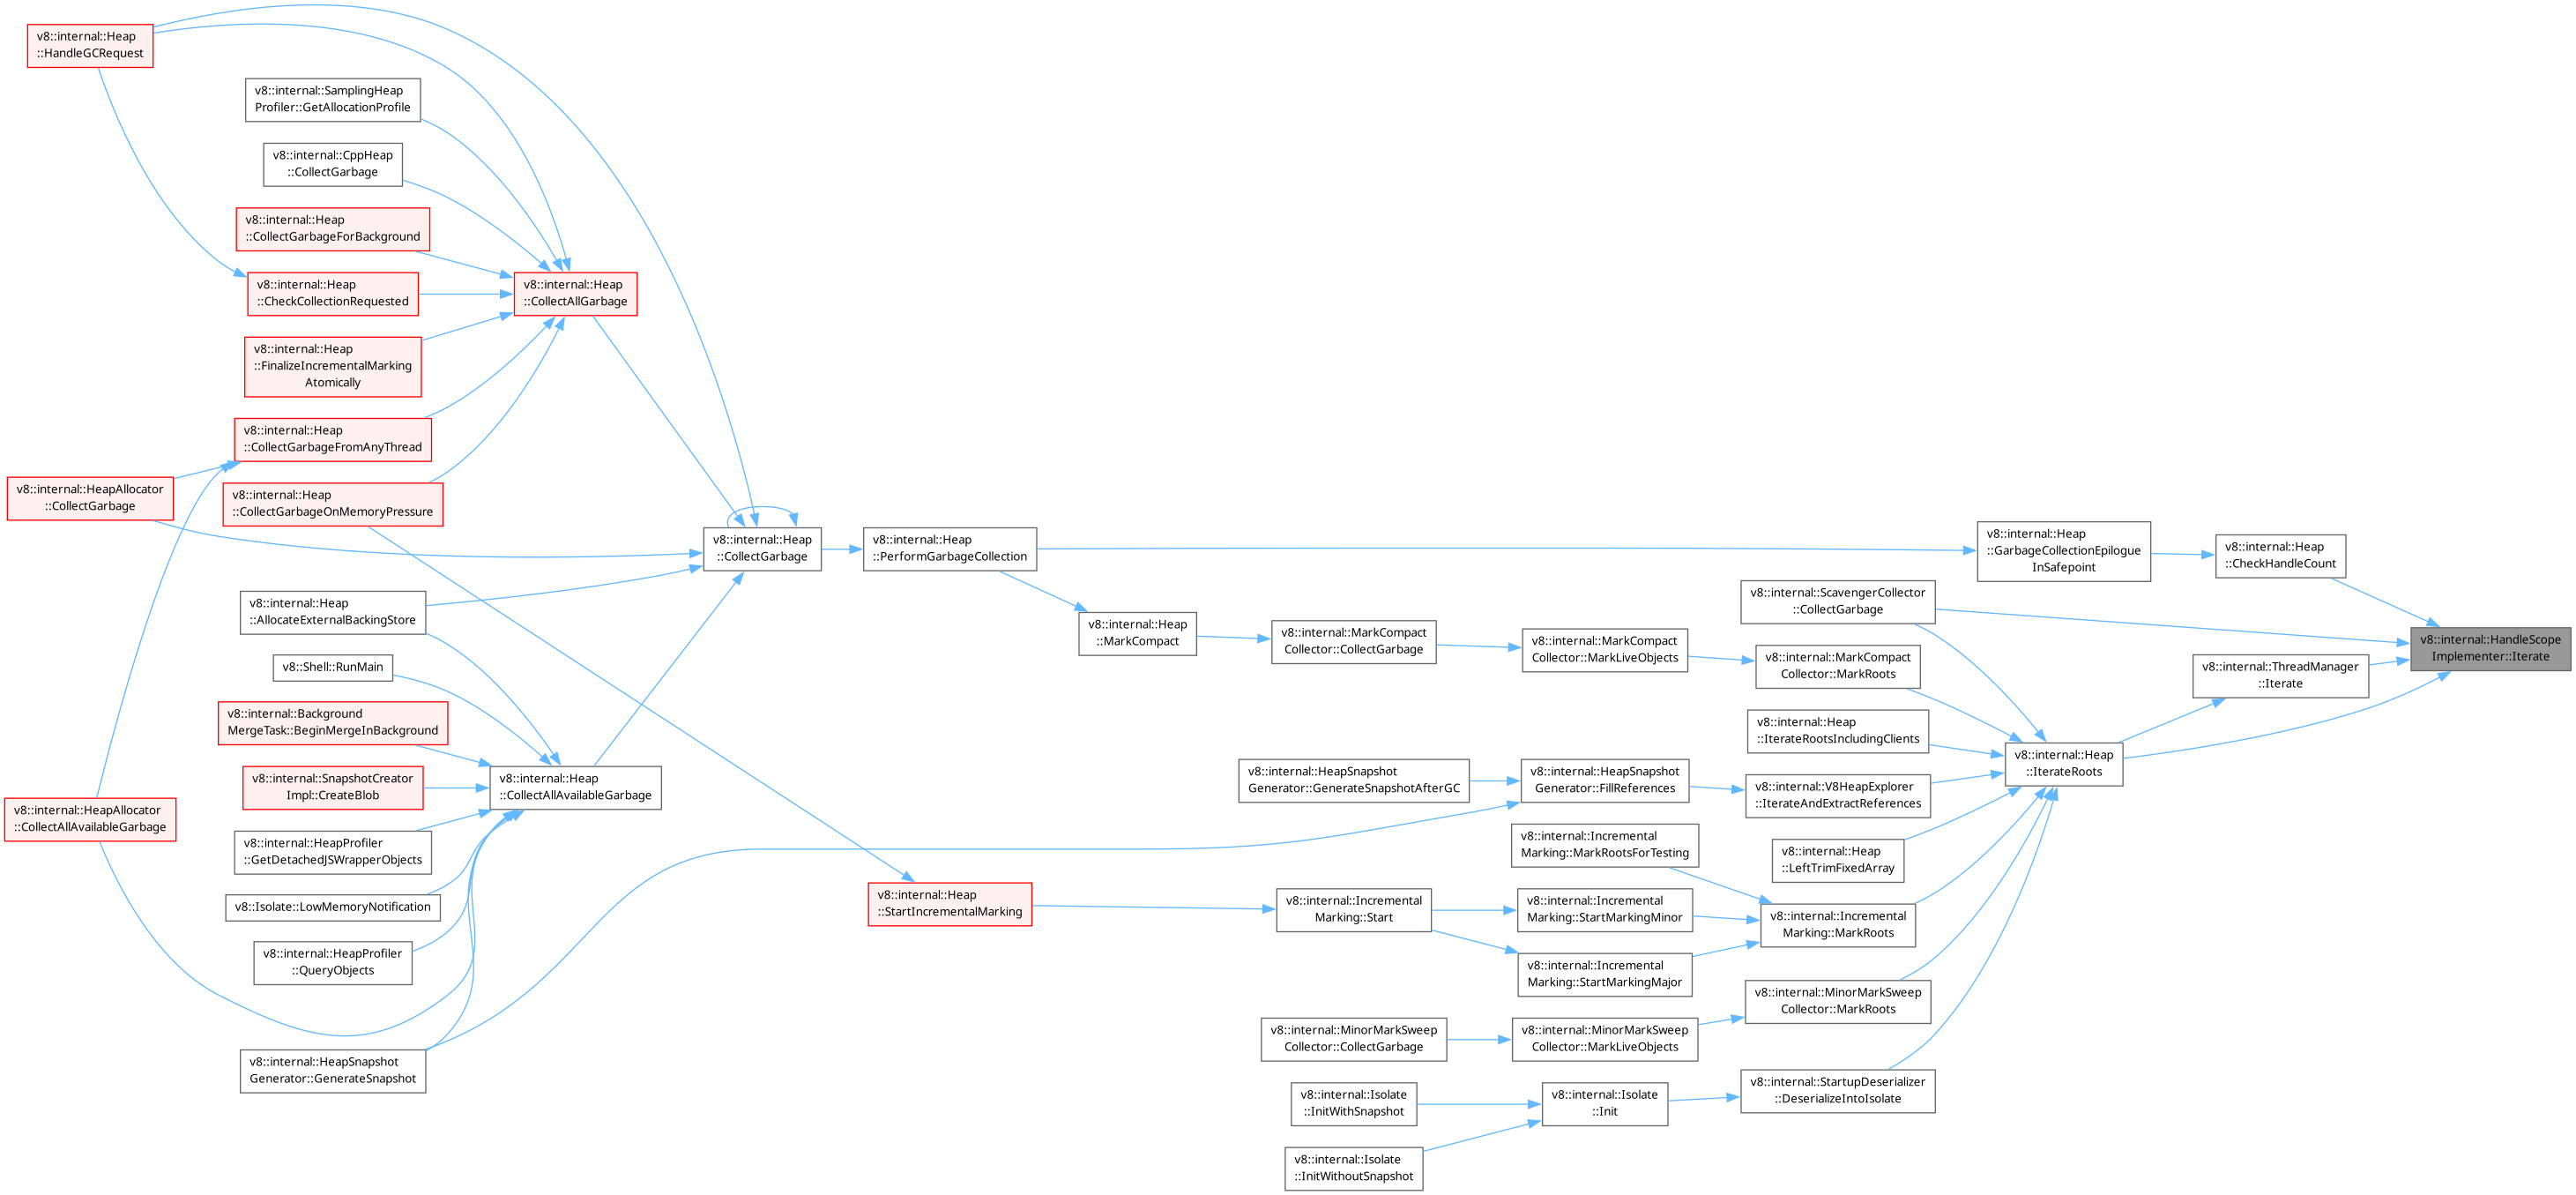 v8::internal::Heap
::HandleGCRequest
v8::internal::SamplingHeap
Profiler::GetAllocationProfile
v8::internal::CppHeap
::CollectGarbage
v8::internal::Heap
::CollectGarbageForBackground
v8::internal::Heap
::CheckCollectionRequested
v8::internal::Heap
::CollectAllGarbage
v8::internal::Heap
::FinalizeIncrementalMarking
Atomically
v8::internal::Heap
::CollectGarbageFromAnyThread
v8::internal::HeapAllocator
::CollectGarbage
v8::internal::Heap
::CollectGarbageOnMemoryPressure
v8::internal::Heap
::CollectGarbage
v8::internal::Heap
::PerformGarbageCollection
v8::internal::Heap
::GarbageCollectionEpilogue
InSafepoint
v8::internal::Heap
::CheckHandleCount
v8::internal::Heap
::AllocateExternalBackingStore
v8::internal::Heap
::MarkCompact
v8::internal::MarkCompact
Collector::CollectGarbage
v8::internal::MarkCompact
Collector::MarkLiveObjects
v8::internal::ScavengerCollector
::CollectGarbage
v8::internal::MarkCompact
Collector::MarkRoots
v8::internal::ThreadManager
::Iterate
v8::internal::HandleScope
Implementer::Iterate
v8::Shell::RunMain
v8::internal::Background
MergeTask::BeginMergeInBackground
v8::internal::SnapshotCreator
Impl::CreateBlob
v8::internal::Heap
::CollectAllAvailableGarbage
v8::internal::HeapSnapshot
Generator::GenerateSnapshotAfterGC
v8::internal::HeapSnapshot
Generator::FillReferences
v8::internal::Heap
::IterateRootsIncludingClients
v8::internal::V8HeapExplorer
::IterateAndExtractReferences
v8::internal::Heap
::IterateRoots
v8::internal::HeapAllocator
::CollectAllAvailableGarbage
v8::internal::HeapProfiler
::GetDetachedJSWrapperObjects
v8::internal::Incremental
Marking::MarkRootsForTesting
v8::internal::Heap
::LeftTrimFixedArray
v8::Isolate::LowMemoryNotification
v8::internal::Heap
::StartIncrementalMarking
v8::internal::Incremental
Marking::Start
v8::internal::Incremental
Marking::StartMarkingMinor
v8::internal::Incremental
Marking::MarkRoots
v8::internal::HeapProfiler
::QueryObjects
v8::internal::Incremental
Marking::StartMarkingMajor
v8::internal::MinorMarkSweep
Collector::MarkRoots
v8::internal::HeapSnapshot
Generator::GenerateSnapshot
v8::internal::MinorMarkSweep
Collector::CollectGarbage
v8::internal::MinorMarkSweep
Collector::MarkLiveObjects
v8::internal::Isolate
::InitWithSnapshot
v8::internal::Isolate
::Init
v8::internal::StartupDeserializer
::DeserializeIntoIsolate
v8::internal::Isolate
::InitWithoutSnapshot